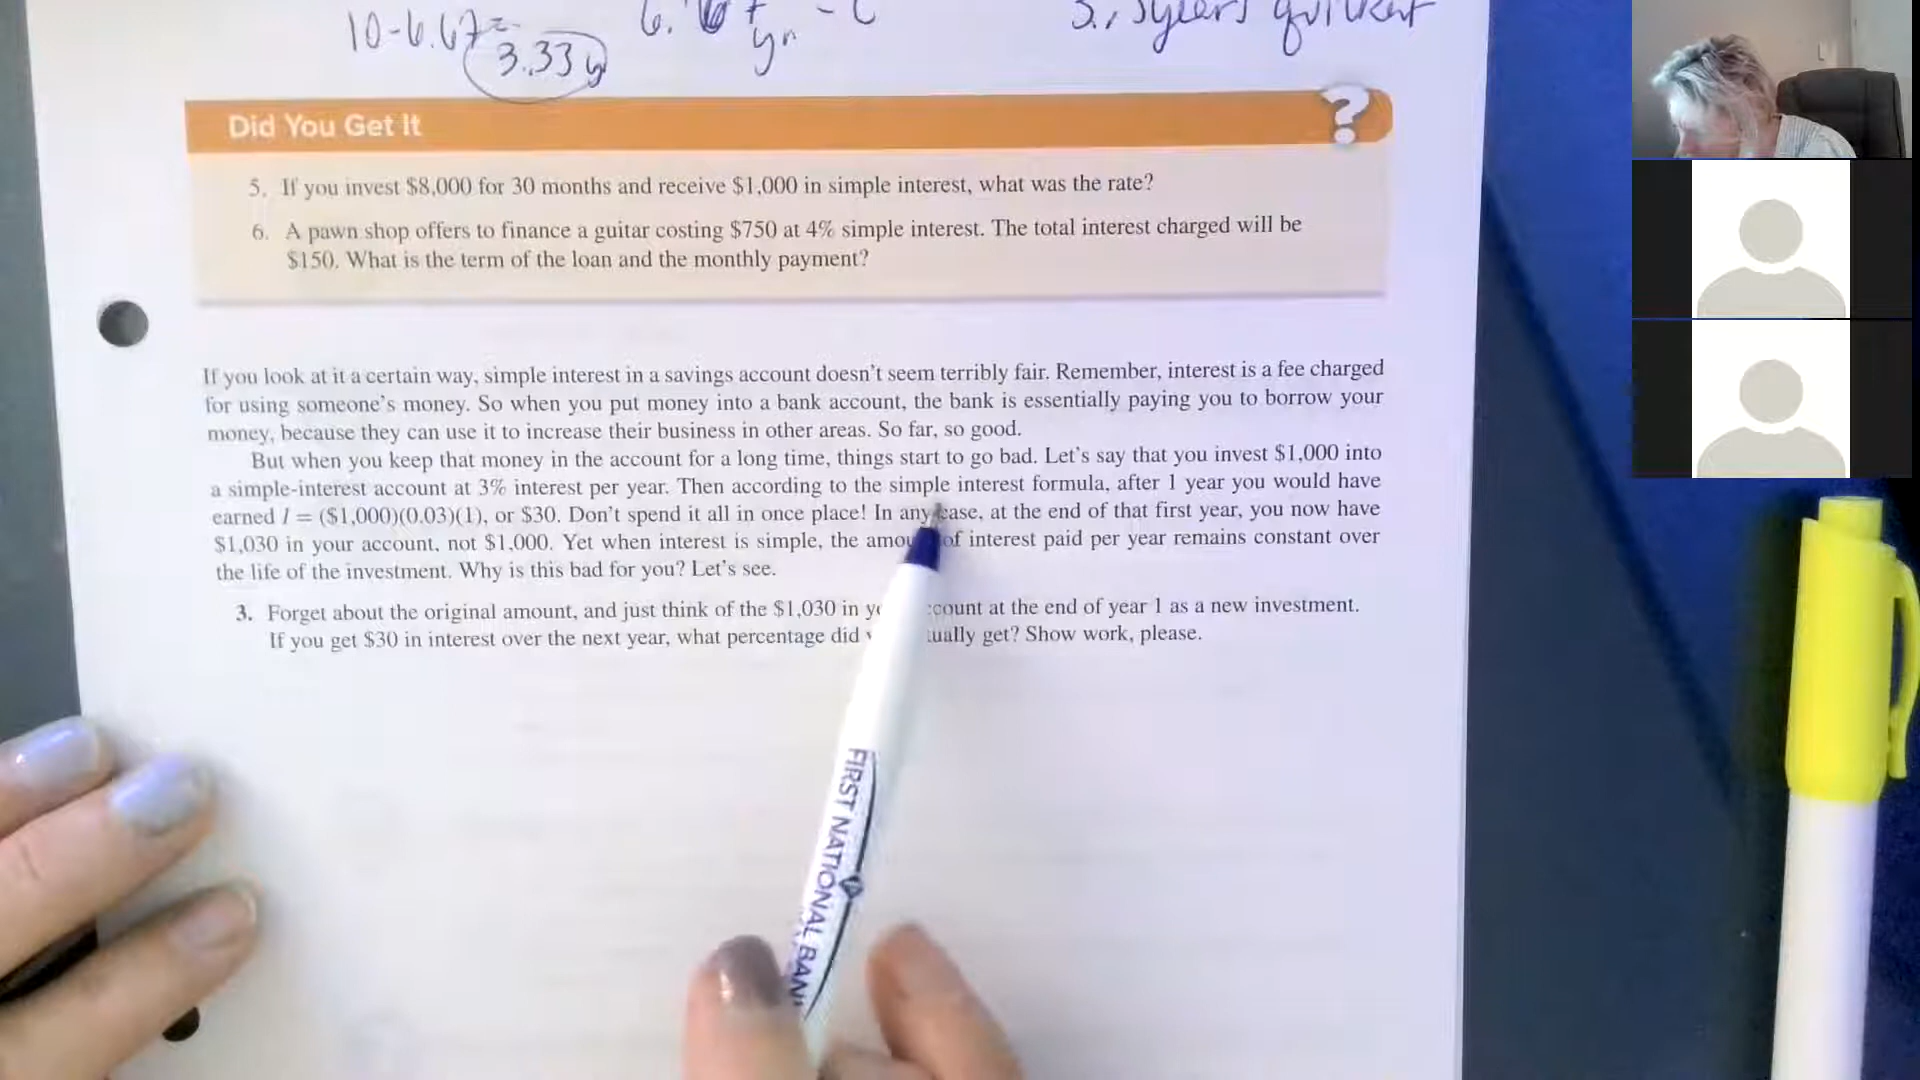 10-6.67=
3.33y
6.67
yr
Did You Get It
?
5. If you invest $8,000 for 30 months and receive $1,000 in simple interest, what was the rate?
6. A pawn shop offers to finance a guitar costing $750 at 4% simple interest. The total interest charged will be
$150. What is the term of the loan and the monthly payment?
If you look at it a certain way, simple interest in a savings account doesn't seem terribly fair. Remember, interest is a fee charged
for using someone's money. So when you put money into a bank account, the bank is essentially paying you to borrow your
money, because they can use it to increase their business in other areas. So far, so good.
But when you keep that money in the account for a long time, things start to go bad. Let's say that you invest $1,000 into
a simple-interest account at 3% interest per year. Then according to the simple interest formula, after 1 year you would have
earned I = ($1,000)(0.03)(1), or $30. Don't spend it all in once place! In any case, at the end of that first year, you now have
$1,030 in your account, not $1,000. Yet when interest is simple, the amou of interest paid per year remains constant over
the life of the investment. Why is this bad for you? Let's see.
3. Forget about the original amount, and just think of the $1,030 in y count at the end of year 1 as a new investment.
If you get $30 in interest over the next year, what percentage did tually get? Show work, please.
FIRST NATIONAL BAN